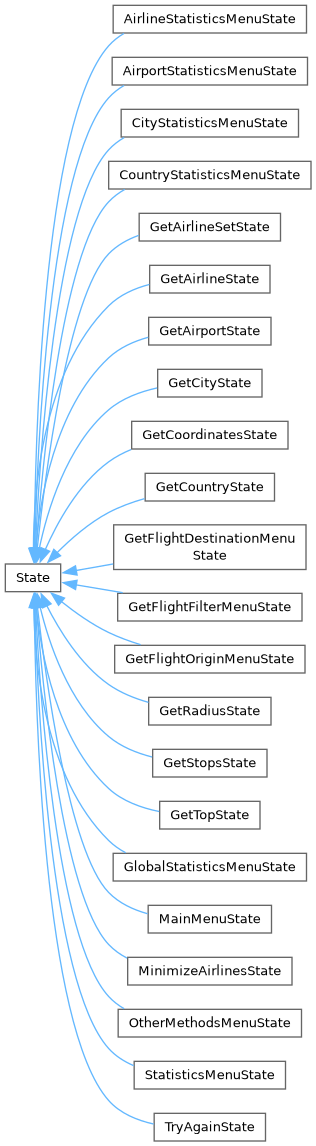 AirlineStatisticsMenuState
AirportStatisticsMenuState
CityStatisticsMenuState
CountryStatisticsMenuState
GetAirlineSetState
GetAirlineState
GetAirportState
GetCityState
GetCoordinatesState
GetCountryState
GetFlightDestinationMenu
State
State
GetFlightFilterMenuState
GetFlightOriginMenuState
GetRadiusState
GetStopsState
GetTopState
GlobalStatisticsMenuState
MainMenuState
MinimizeAirlinesState
OtherMethodsMenuState
StatisticsMenuState
TryAgainState